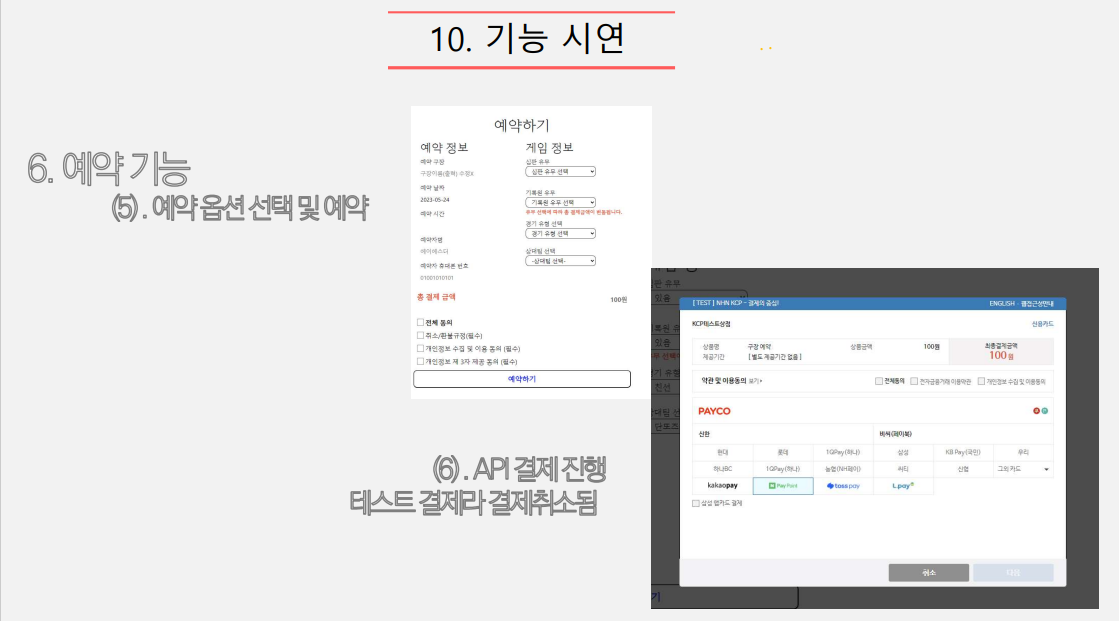 10. 기능 시연
6. 예약 기능
(5) . 예약 옵션 선택 및 예약
예약하기
예약 정보
예약 구장
구장이름(출력) 수정X
예약 날짜
2023-05-24
예약 시간
예약자명
에이에스티
예약자 휴대폰 번호
01001010101
게임 정보
심판 유무
심판 유무 선택
기록원 유무
기록원 유무 선택
유무 선택에 따라 총 결제금액이 변동됩니다.
경기 유형 선택
경기 유형 선택
상대팀 선택
-상대팀 선택-
총 결제 금액 100원
전체 동의
취소/환불규정(필수)
개인정보 수집 및 이용 동의 (필수)
개인정보 제 3자 제공 동의 (필수)
예약하기
(6) . API 결제 진행
테스트 결제라 결제취소됨
[ TEST ] NHN KCP - 결제의 중심! ENGLISH · 웹접근성안내
KCP테스트상점 신용카드
상품명 구장 예약 상품금액 100원
제공기간 [ 별도 제공기간 없음 ]
최종결제금액
100 원
약관 및 이용동의 보기 전체동의 전자금융거래 이용약관 개인정보 수집 및 이용동의
PAYCO
신한 비씨(페이북)
현대 롯데 1QPay(하나) 삼성 KB Pay(국민) 우리
하나BC 1QPay(하나) 농협(NH페이) 씨티 신협 그외 카드
kakaopay N Pay Point toss pay L.pay
삼성 앱카드 결제
취소 다음